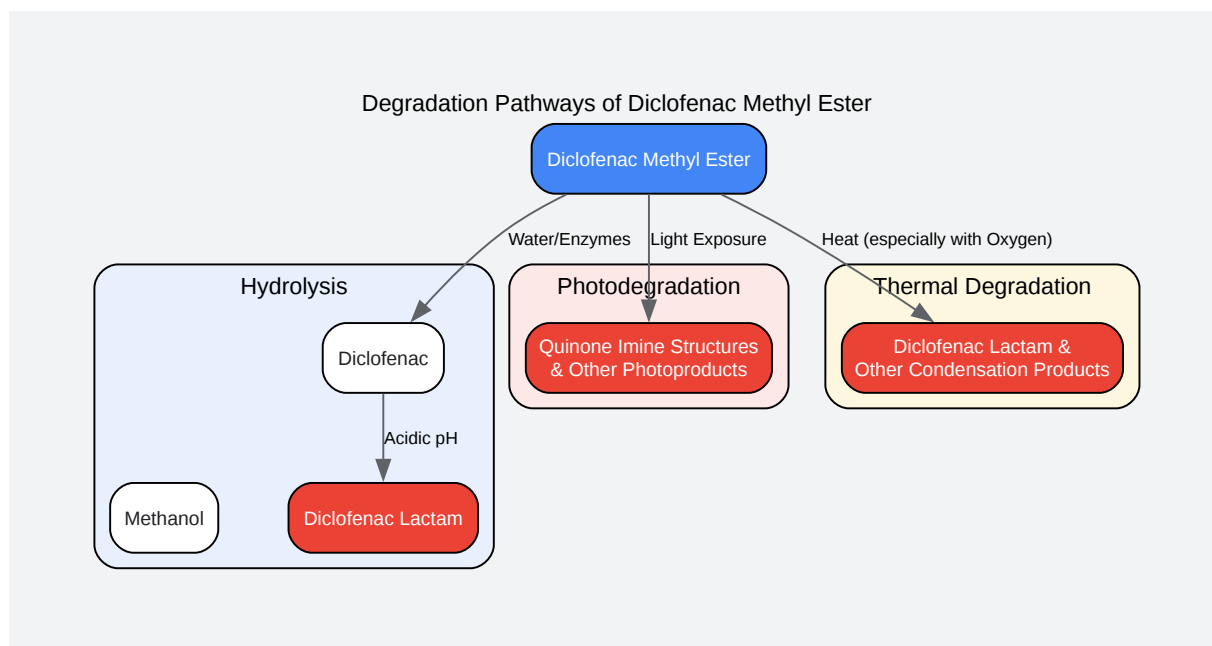 Degradation Pathways of Diclofenac Methyl Ester
Diclofenac Methyl Ester
Water/Enzymes
Light Exposure
Heat (especially with Oxygen)
Hydrolysis
Photodegradation
Thermal Degradation
Diclofenac
Quinone Imine Structures
& Other Photoproducts
Diclofenac Lactam &
Other Condensation Products
Acidic pH
Methanol
Diclofenac Lactam